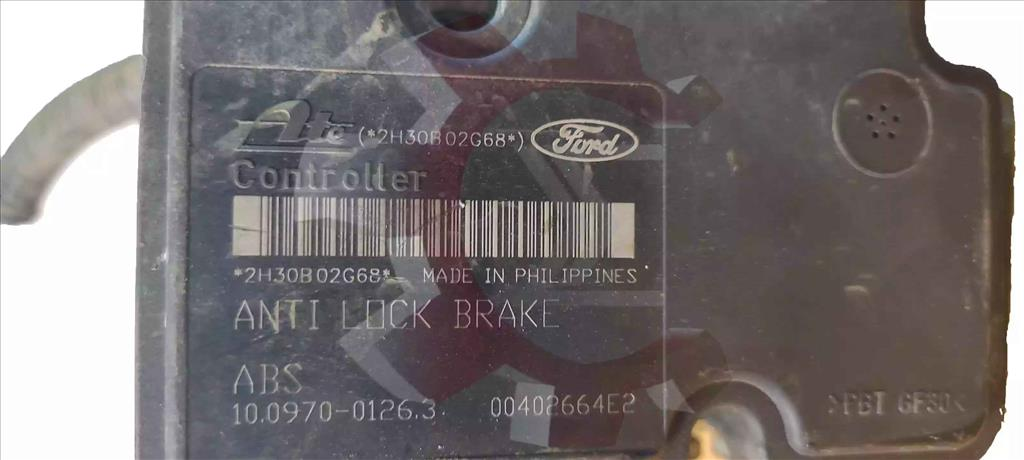 Ate (*2H30B02G68*) Ford
Controller
*2H30B02G68* MADE IN PHILIPPINES
ANTI LOCK BRAKE
ABS
10.0970-0126.3 00402664E2
>PBT GF30<